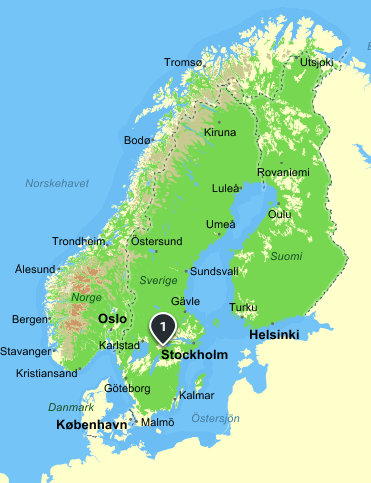 Tromsø
Utsjoki
Kiruna
Bodø
Rovaniemi
Norskehavet
Luleå
Oulu
Umeå
Trondheim
Östersund
Suomi
Ålesund
Sverige
Sundsvall
Norge
Gävle
Turku
Bergen
Oslo
1
Helsinki
Stavanger
Karlstad
Stockholm
Kristiansand
Göteborg
Kalmar
Danmark
Östersjön
København
Malmö